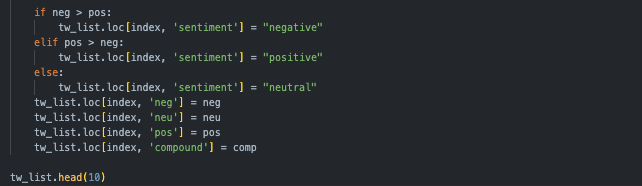 if neg > pos:
    tw_list.loc[index, 'sentiment'] = "negative"
elif pos > neg:
    tw_list.loc[index, 'sentiment'] = "positive"
else:
    tw_list.loc[index, 'sentiment'] = "neutral"
tw_list.loc[index, 'neg'] = neg
tw_list.loc[index, 'neu'] = neu
tw_list.loc[index, 'pos'] = pos
tw_list.loc[index, 'compound'] = comp
tw_list.head(10)